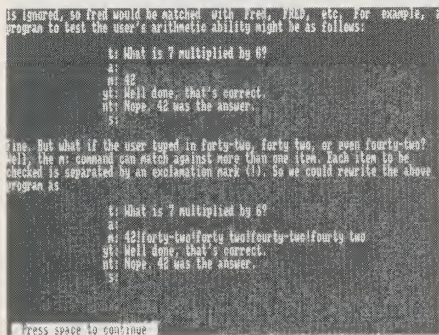 is ignored, so fred would be matched with Fred, FRED, etc. For example, a
program to test the user's arithmetic ability might be as follows:
t: What is 7 multiplied by 6?
a:
m: 42
yt: Well done, that's correct.
nt: Nope, 42 was the answer.
s:
Fine. But what if the user typed in forty-two, forty two, or even fourty-two?
Well, the m: command can match against more than one item. Each item to be
checked is separated by an exclamation mark (!). So we could rewrite the above
program as
t: What is 7 multiplied by 6?
a:
m: 42!forty-two!forty two!fourty-two!fourty two
yt: Well done, that's correct.
nt: Nope, 42 was the answer.
s:
Press space to continue